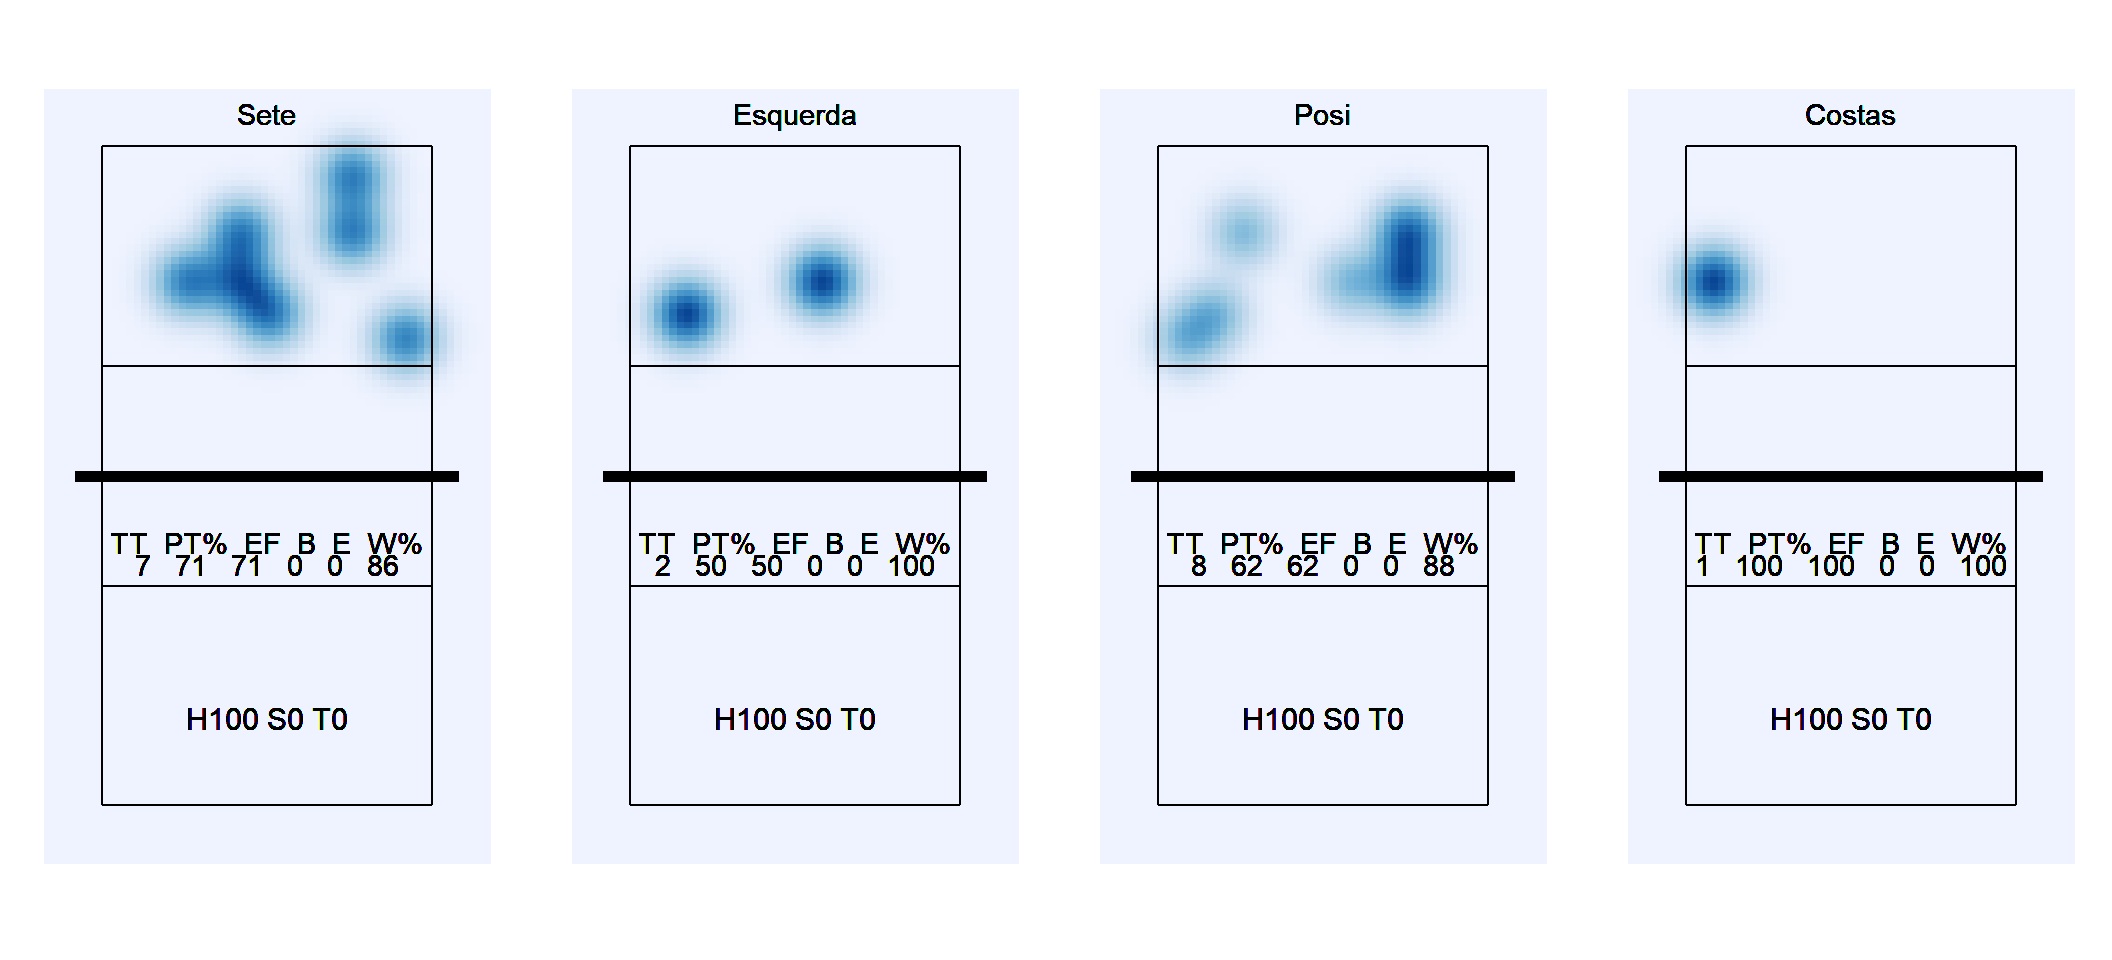 Sete
TT PT% EF B E W%
7 71 71 0 0 86
H100 S0 T0
Esquerda
TT PT% EF B E W%
2 50 50 0 0 100
H100 S0 T0
Posi
TT PT% EF B E W%
8 62 62 0 0 88
H100 S0 T0
Costas
TT PT% EF B E W%
1 100 100 0 0 100
H100 S0 T0